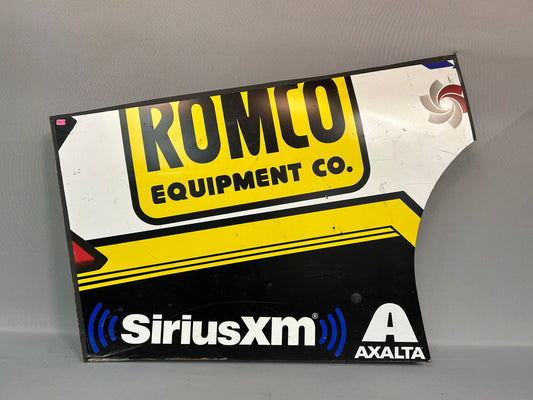 ROMCO
EQUIPMENT CO.
SiriusXM®
AXALTA